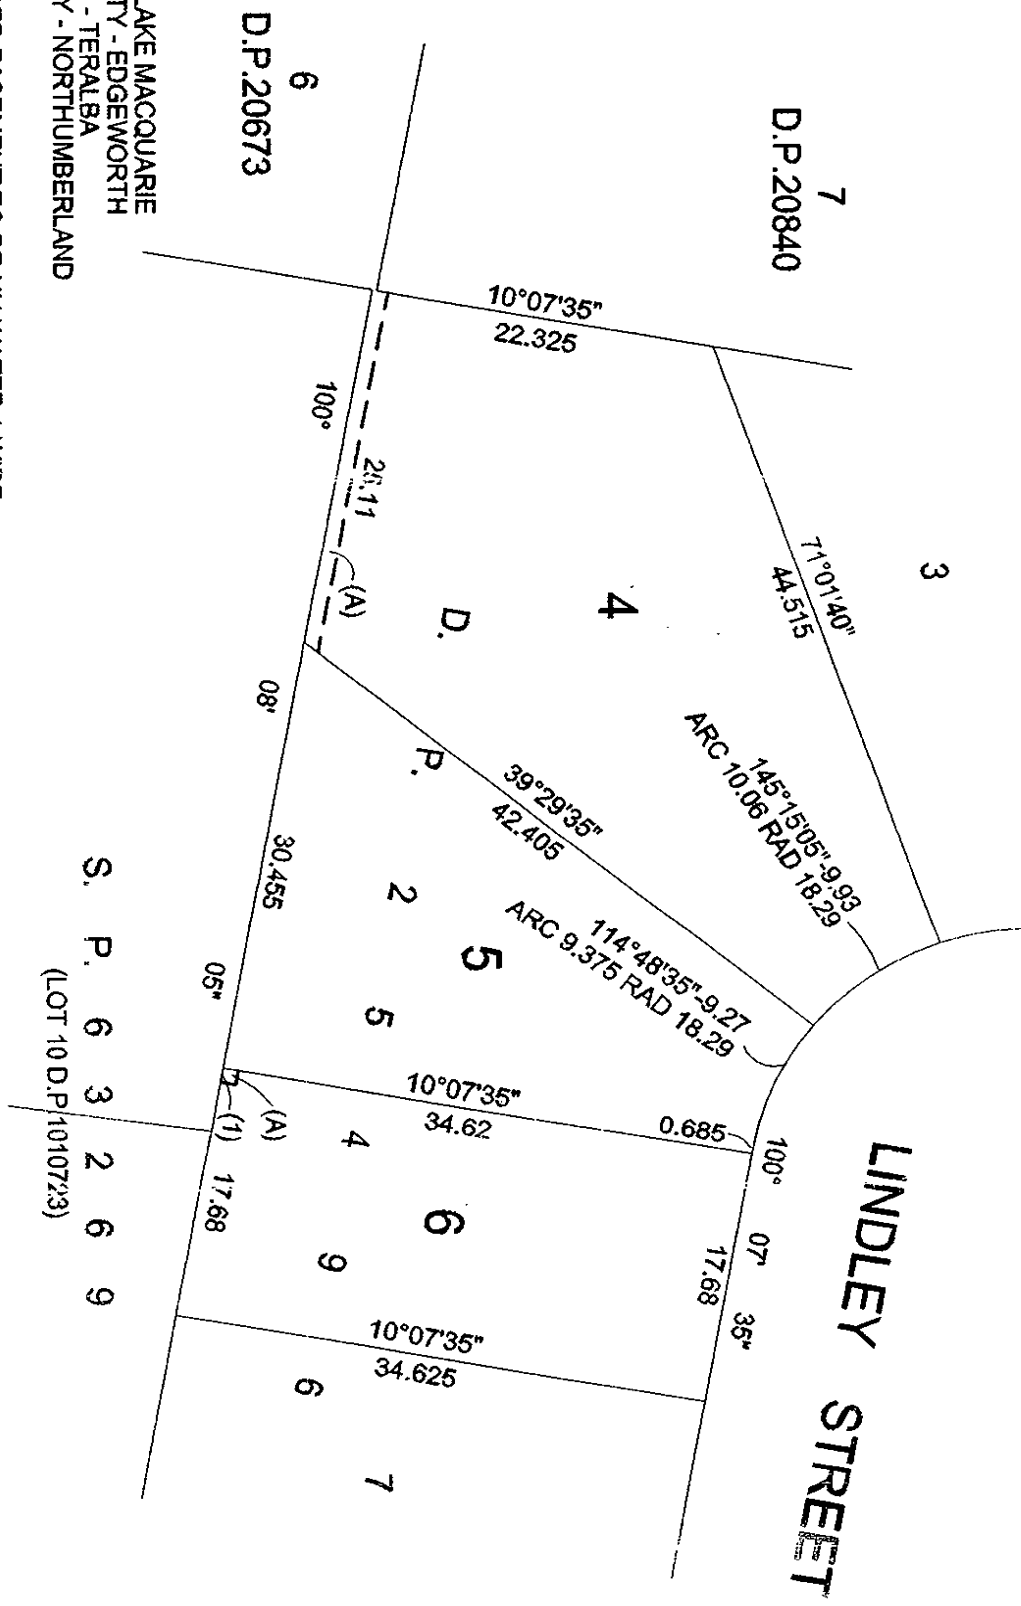 7
D.P.20840
6
D.P.20673
LAKE MACQUARIE
TY - EDGEWORTH
- TERALBA
Y - NORTHUMBERLAND
10°07'35"
22.325
3
71°01'40"
44.515
4
100°
(A)
145°15'05"-9.93
ARC 10.06 RAD 18.29
39°29'35"
42.405
114°48'35"-9.27
ARC 9.375 RAD 18.29
5
08'
30.455
05"
10°07'35"
34.62
0.685
(A)
(1)
17.68
6
100° 07' 35"
17.68
10°07'35"
34.625
7
D. P. 2 5 4 9 6
LINDLEY STREET
S. P. 6 3 2 6 9
(LOT 10 D.P.1010723)